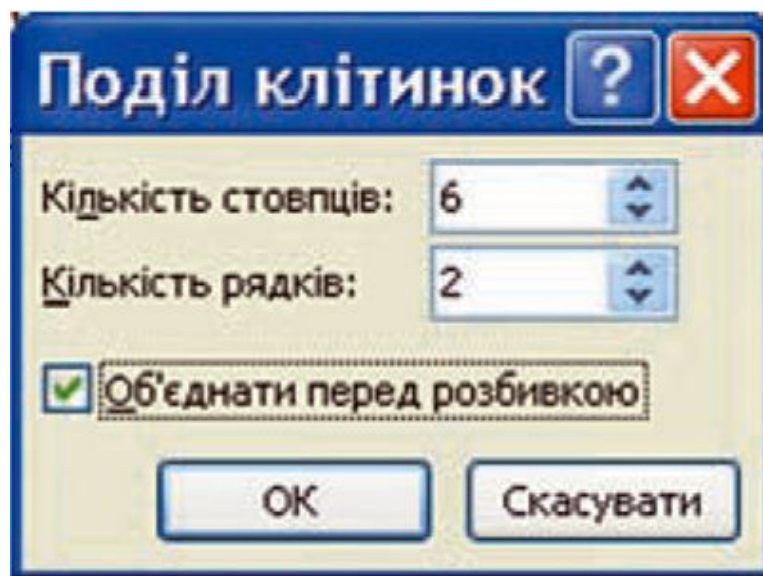 Поділ клітинок
Кількість стовпців: 6
Кількість рядків: 2
Об'єднати перед розбивкою
ОК Скасувати